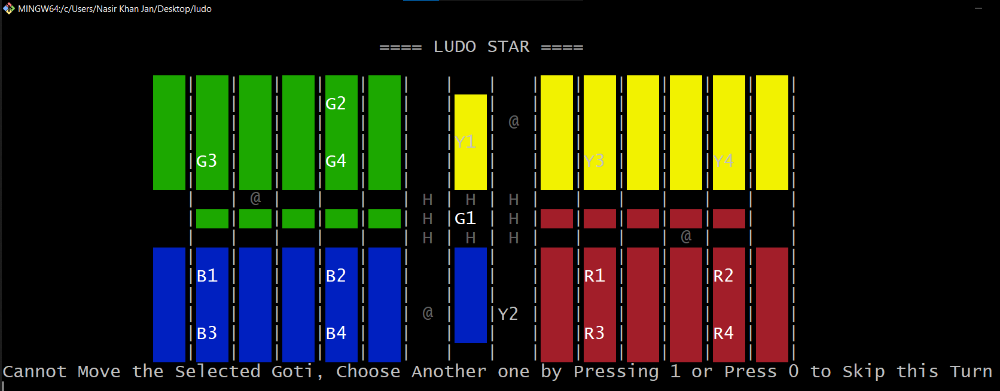 MINGW64:/c/Users/Nasir Khan Jan/Desktop/ludo
==== LUDO STAR ====
G2
@
Y1
G3 G4 Y3 Y4
@ H H H
H G1 H
H H H @
B1 B2 R1 R2
@ Y2
B3 B4 R3 R4
Cannot Move the Selected Goti, Choose Another one by Pressing 1 or Press 0 to Skip this Turn